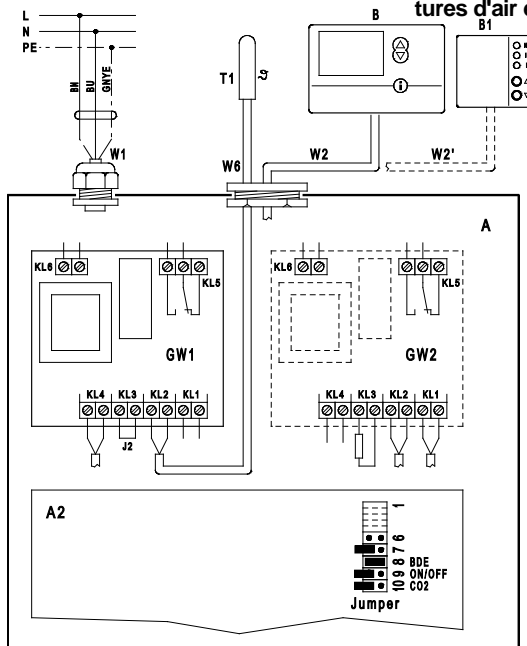 tures d'air
L
N
PE
BN
BU
GNYE
W1
T1
ϑ
B
i
B1
W6
W2
W2'
A
KL6
KL5
GW1
KL4 KL3 KL2 KL1
J2
KL6
KL5
GW2
KL4 KL3 KL2 KL1
A2
1
6
7
8 BDE
9 ON/OFF
10 CO2
Jumper